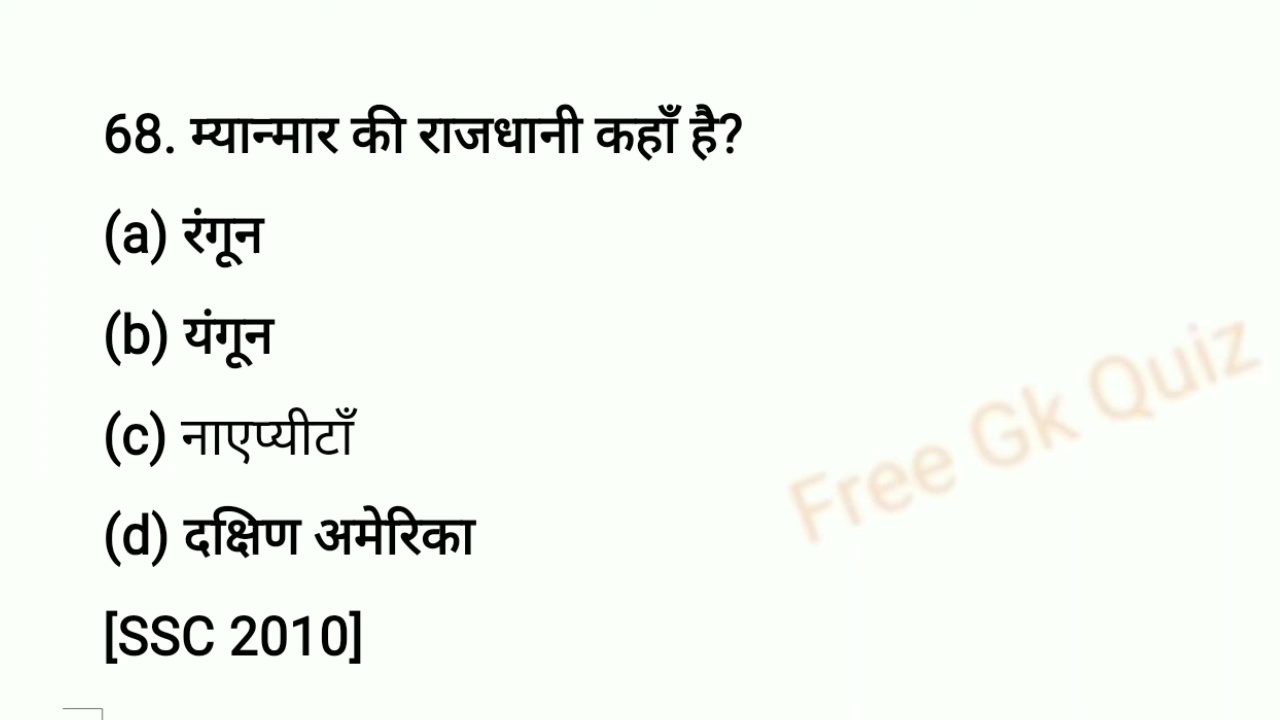 68. म्यान्मार की राजधानी कहाँ है?
(a) रंगून
(b) यंगून
(c) नाएप्यीटाँ
(d) दक्षिण अमेरिका
[SSC 2010]
Free Gk Quiz